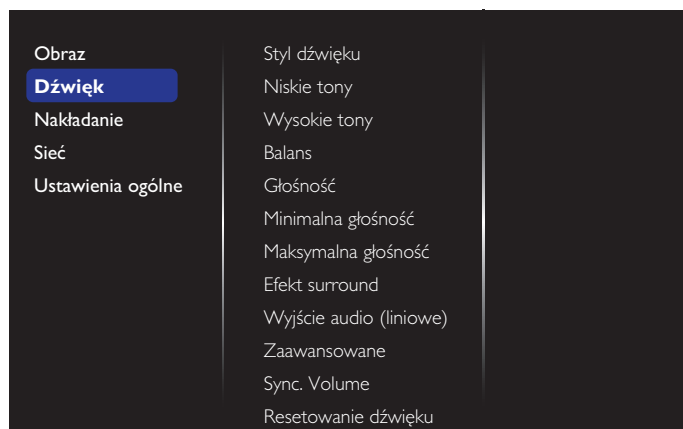 Obraz
Dźwięk
Nakładanie
Sieć
Ustawienia ogólne
Styl dźwięku
Niskie tony
Wysokie tony
Balans
Głośność
Minimalna głośność
Maksymalna głośność
Efekt surround
Wyjście audio (liniowe)
Zaawansowane
Sync. Volume
Resetowanie dźwięku